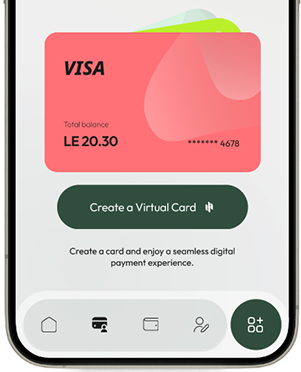 VISA
Total balance
LE 20.30
******* 4678
Create a Virtual Card
Create a card and enjoy a seamless digital
payment experience.